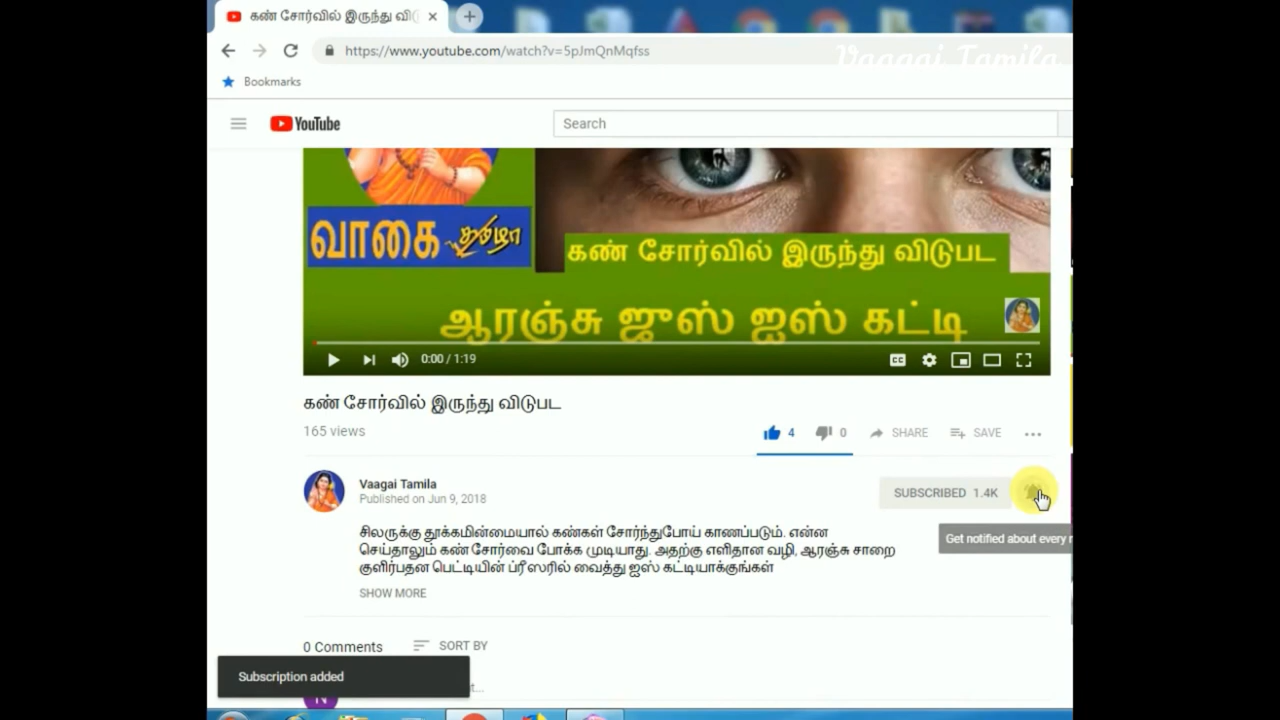 கண் சோர்வில் இருந்து விடு
https://www.youtube.com/watch?v=5pJmQnMqfss
Vaagai Tamila
Bookmarks
YouTube
Search
வாகை தமிழா
கண் சோர்வில் இருந்து விடுபட
ஆரஞ்சு ஜுஸ் ஐஸ் கட்டி
0:00 / 1:19
CC
கண் சோர்வில் இருந்து விடுபட
165 views
4 0 SHARE SAVE
Vaagai Tamila
SUBSCRIBED 1.4K
Published on Jun 9, 2018
சிலருக்கு தூக்கமின்மையால் கண்கள் சோர்ந்துபோய் காணப்படும். என்ன
Get notified about every
செய்தாலும் கண் சோர்வை போக்க முடியாது. அதற்கு எளிதான வழி, ஆரஞ்சு சாறை
குளிர்பதன பெட்டியின் ப்ரீஸரில் வைத்து ஐஸ் கட்டியாக்குங்கள்
SHOW MORE
0 Comments SORT BY
Subscription added
N